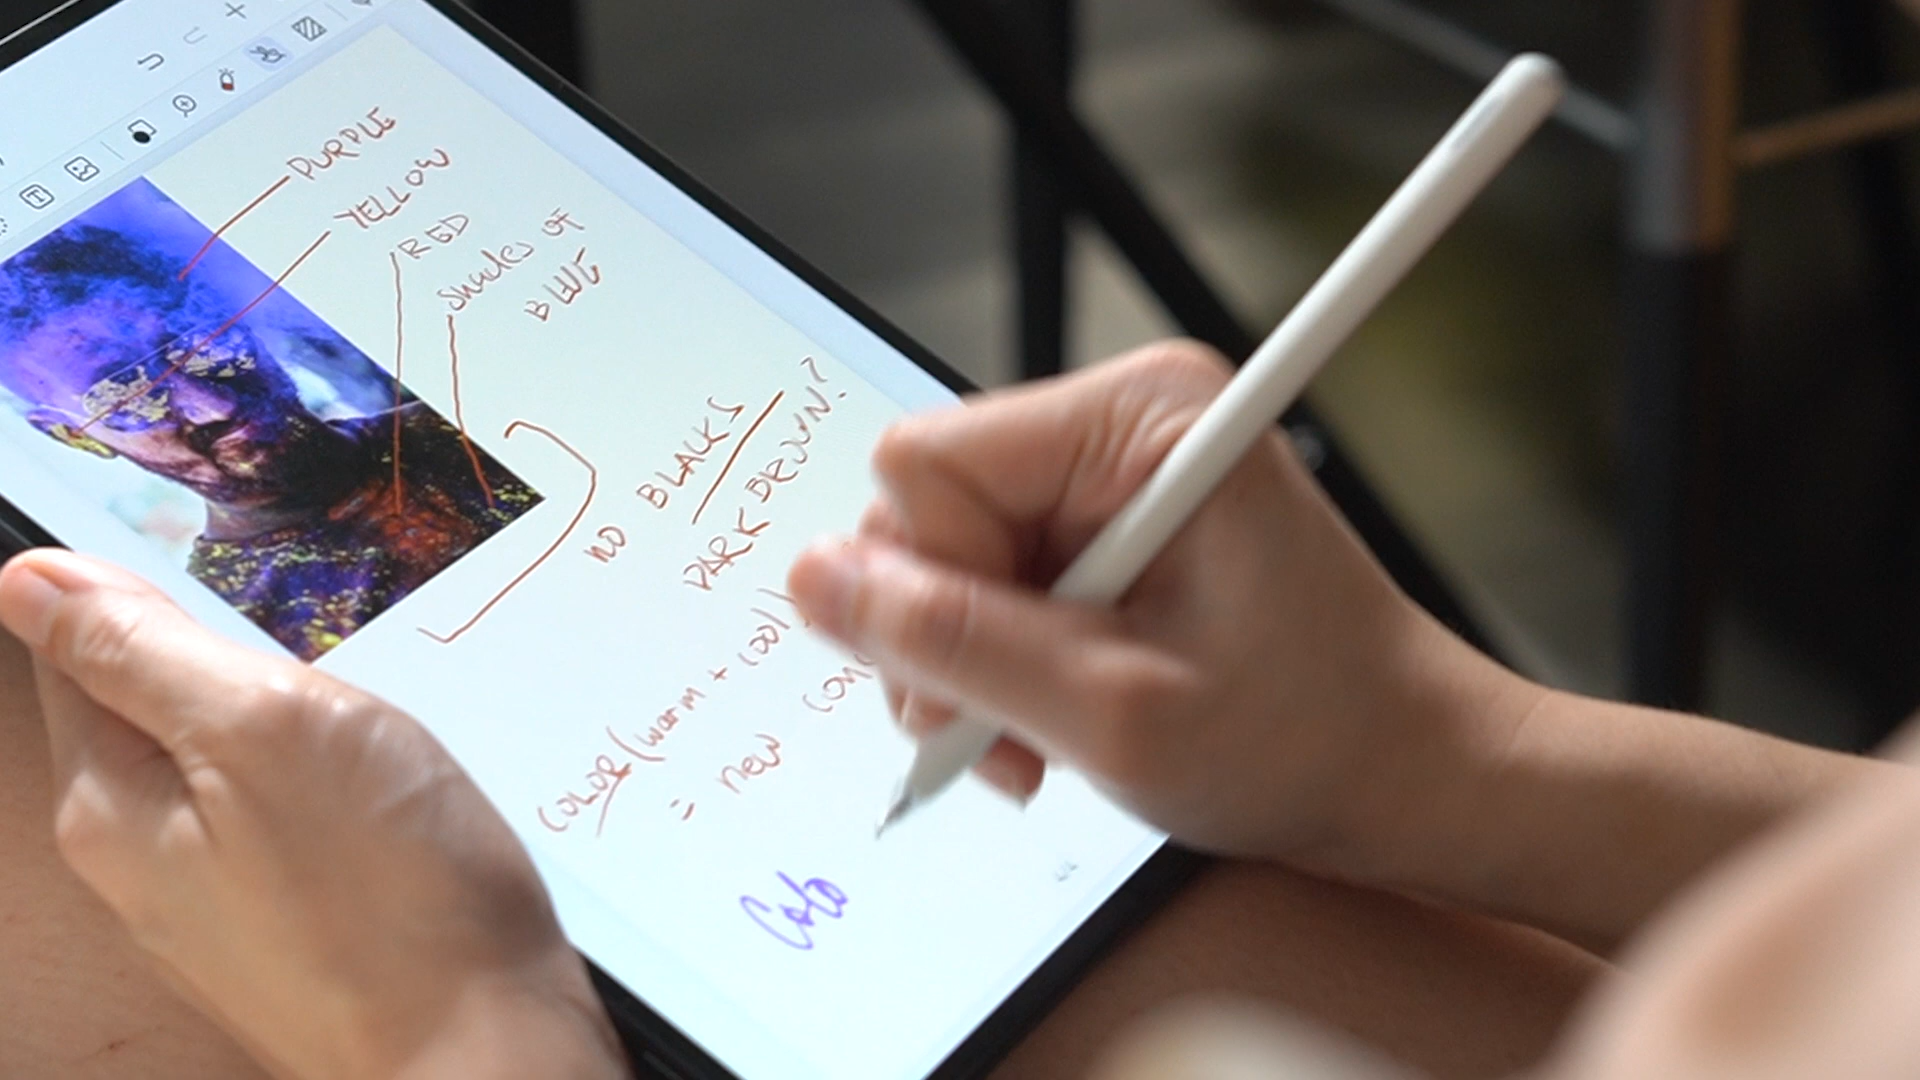 PURPLE
YELLOW
RED
Shades of
BLUE
NO BLACKS
DARK BROWN?
COLOR (warm + cool)
= new
T